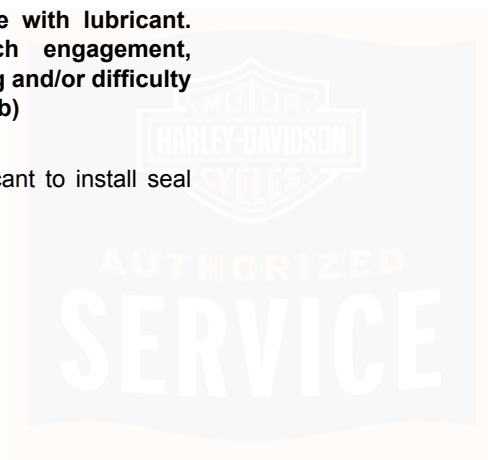 e with lubricant.
ch engagement,
g and/or difficulty
b)
cant to install seal
MOTOR
HARLEY-DAVIDSON
CYCLES
AUTHORIZED
SERVICE